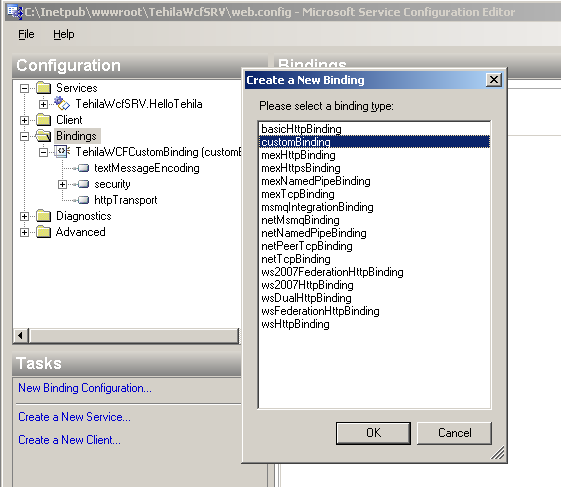 C:\Inetpub\wwwroot\TehilaWcfSRV\web.config - Microsoft Service Configuration Editor
File Help
Configuration
Bindings
Services
TehilaWcfSRV.HelloTehila
Client
Bindings
TehilaWCFCustomBinding (customB
textMessageEncoding
security
httpTransport
Diagnostics
Advanced
Create a New Binding
Please select a binding type:
basicHttpBinding
customBinding
mexHttpBinding
mexHttpsBinding
mexNamedPipeBinding
mexTcpBinding
msmqIntegrationBinding
netMsmqBinding
netNamedPipeBinding
netPeerTcpBinding
netTcpBinding
ws2007FederationHttpBinding
ws2007HttpBinding
wsDualHttpBinding
wsFederationHttpBinding
wsHttpBinding
OK Cancel
Tasks
New Binding Configuration...
Create a New Service...
Create a New Client...